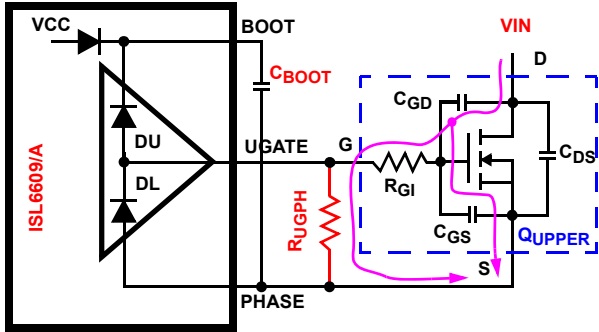 VCC
BOOT
VIN
D
CBOOT
CGD
DU
UGATE
G
CDS
DL
RGI
ISL6609/A
RUGPH
CGS
QUPPER
S
PHASE